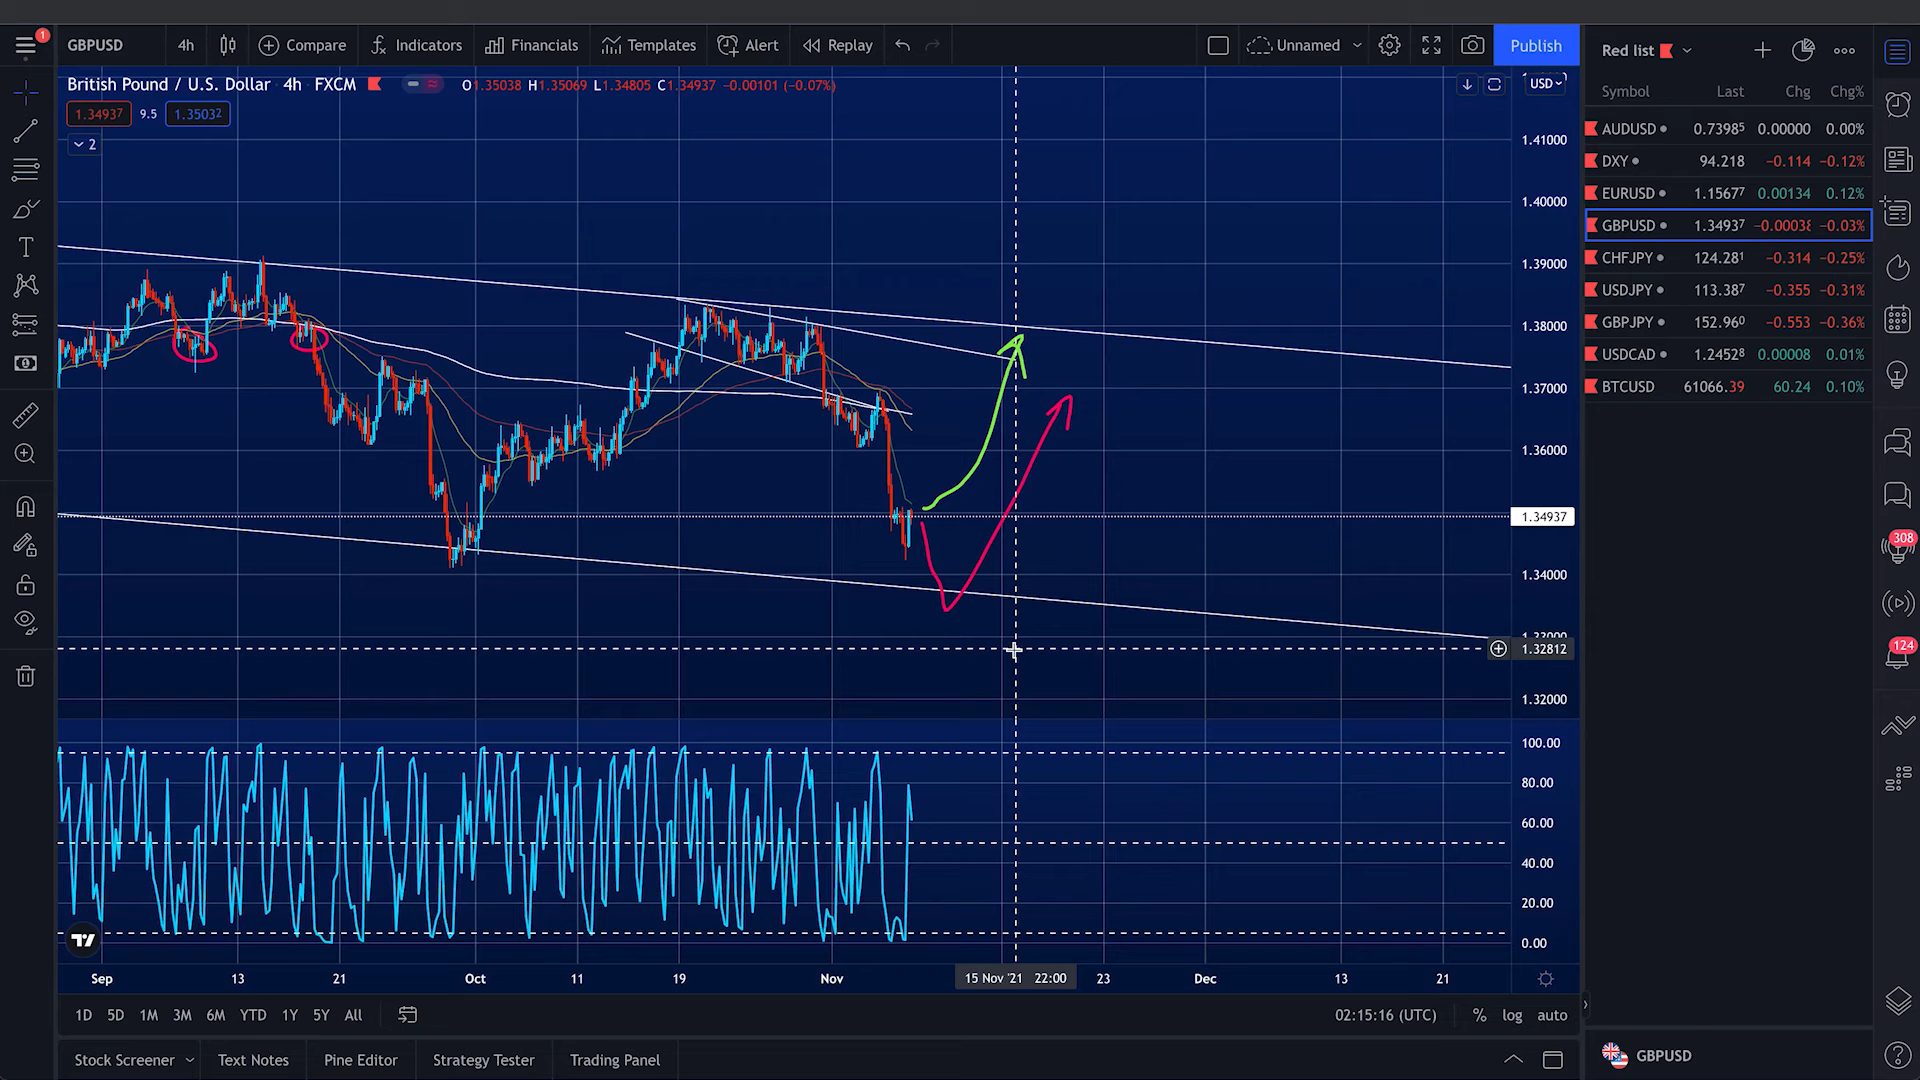 1
GBPUSD 4h Compare Indicators Financials Templates Alert Replay Unnamed Publish
Red list
British Pound / U.S. Dollar 4h FXCM O1.35038 H1.35069 L1.34805 C1.34937 −0.00101 (−0.07%)
USD
Symbol Last Chg Chg%
1.34937 9.5 1.35032
2
AUDUSD 0.73985 0.00000 0.00%
DXY 94.218 −0.114 −0.12%
EURUSD 1.15677 0.00134 0.12%
GBPUSD 1.34937 −0.00038 −0.03%
CHFJPY 124.281 −0.314 −0.25%
USDJPY 113.387 −0.355 −0.31%
GBPJPY 152.960 −0.553 −0.36%
USDCAD 1.24528 0.00008 0.01%
BTCUSD 61066.39 60.24 0.10%
1.41000
1.40000
1.39000
1.38000
1.37000
1.36000
1.34937
1.34000
1.33000
1.32812
1.32000
100.00
80.00
60.00
40.00
20.00
0.00
308
124
Sep 13 21 Oct 11 19 Nov 15 Nov '21 22:00 23 Dec 13 21
1D 5D 1M 3M 6M YTD 1Y 5Y All 02:15:16 (UTC) % log auto
Stock Screener Text Notes Pine Editor Strategy Tester Trading Panel
GBPUSD